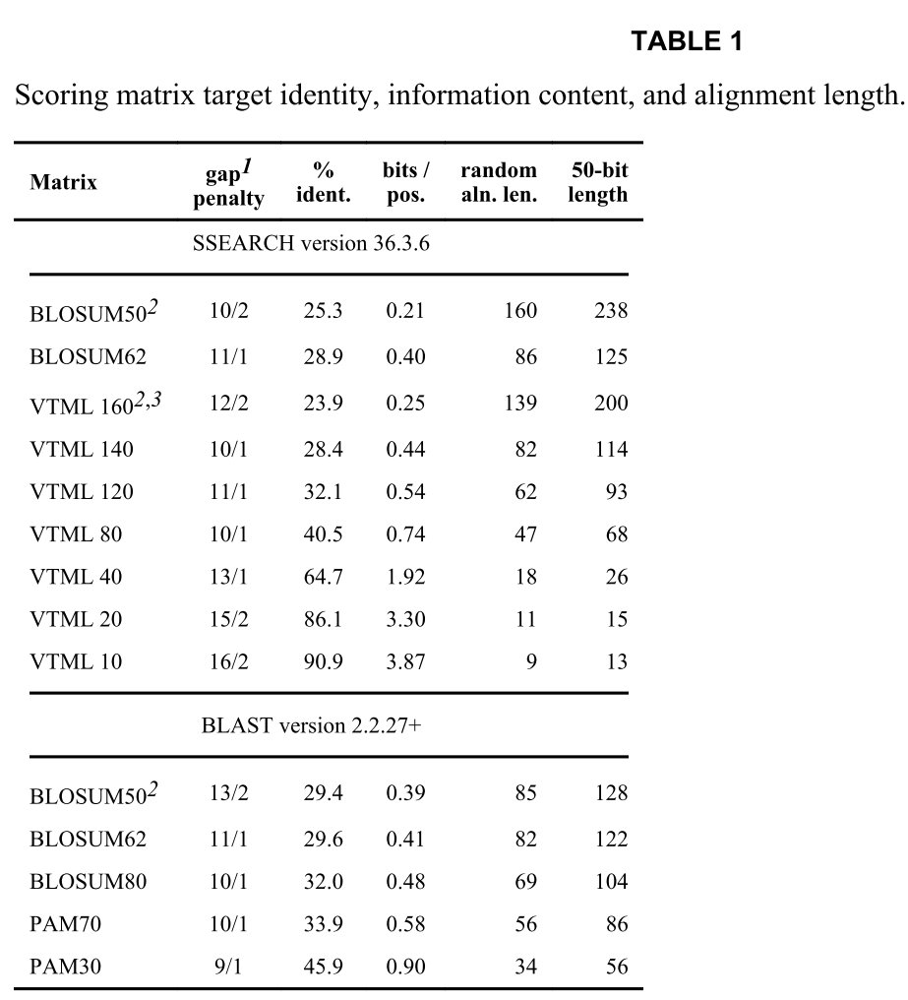 TABLE 1
Scoring matrix target identity, information content, and alignment length.
Matrix gap1 penalty % ident. bits / pos. random aln. len. 50-bit length
SSEARCH version 36.3.6
BLOSUM502 10/2 25.3 0.21 160 238
BLOSUM62 11/1 28.9 0.40 86 125
VTML 1602,3 12/2 23.9 0.25 139 200
VTML 140 10/1 28.4 0.44 82 114
VTML 120 11/1 32.1 0.54 62 93
VTML 80 10/1 40.5 0.74 47 68
VTML 40 13/1 64.7 1.92 18 26
VTML 20 15/2 86.1 3.30 11 15
VTML 10 16/2 90.9 3.87 9 13
BLAST version 2.2.27+
BLOSUM502 13/2 29.4 0.39 85 128
BLOSUM62 11/1 29.6 0.41 82 122
BLOSUM80 10/1 32.0 0.48 69 104
PAM70 10/1 33.9 0.58 56 86
PAM30 9/1 45.9 0.90 34 56